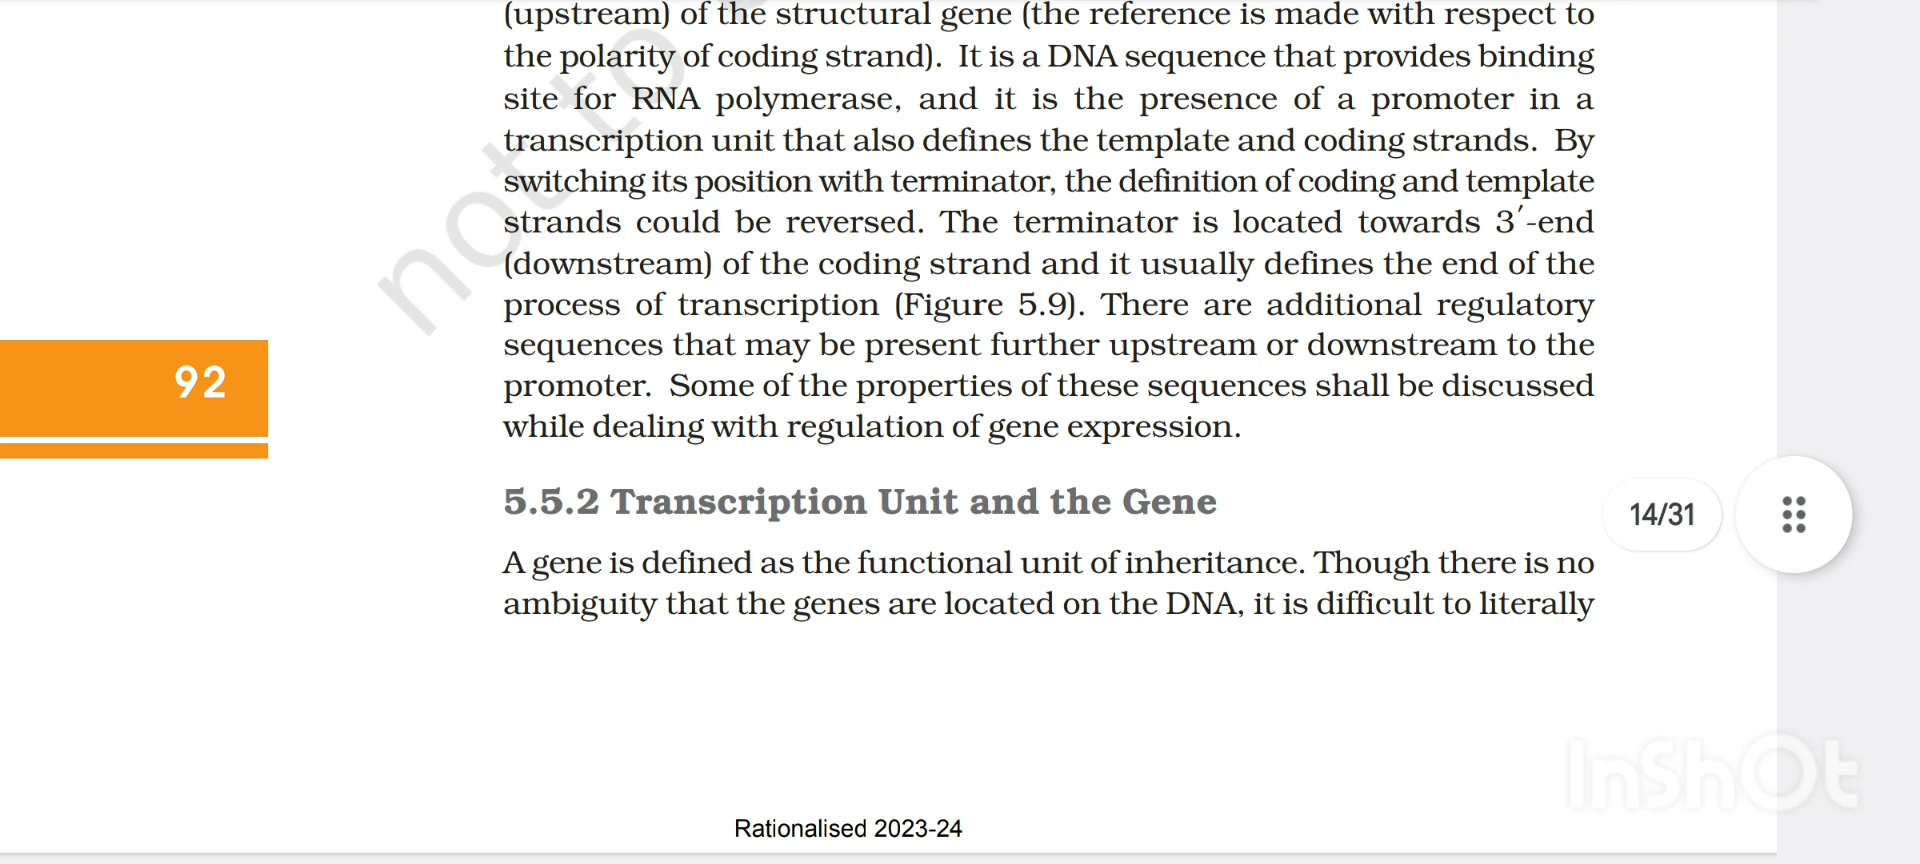 (upstream) of the structural gene (the reference is made with respect to
the polarity of coding strand).  It is a DNA sequence that provides binding
site for RNA polymerase, and it is the presence of a promoter in a
transcription unit that also defines the template and coding strands.  By
switching its position with terminator, the definition of coding and template
strands could be reversed. The terminator is located towards 3′-end
(downstream) of the coding strand and it usually defines the end of the
process of transcription (Figure 5.9). There are additional regulatory
sequences that may be present further upstream or downstream to the
promoter.  Some of the properties of these sequences shall be discussed
while dealing with regulation of gene expression.
92
5.5.2 Transcription Unit and the Gene
14/31
A gene is defined as the functional unit of inheritance. Though there is no
ambiguity that the genes are located on the DNA, it is difficult to literally
Rationalised 2023-24
not to
InShOt